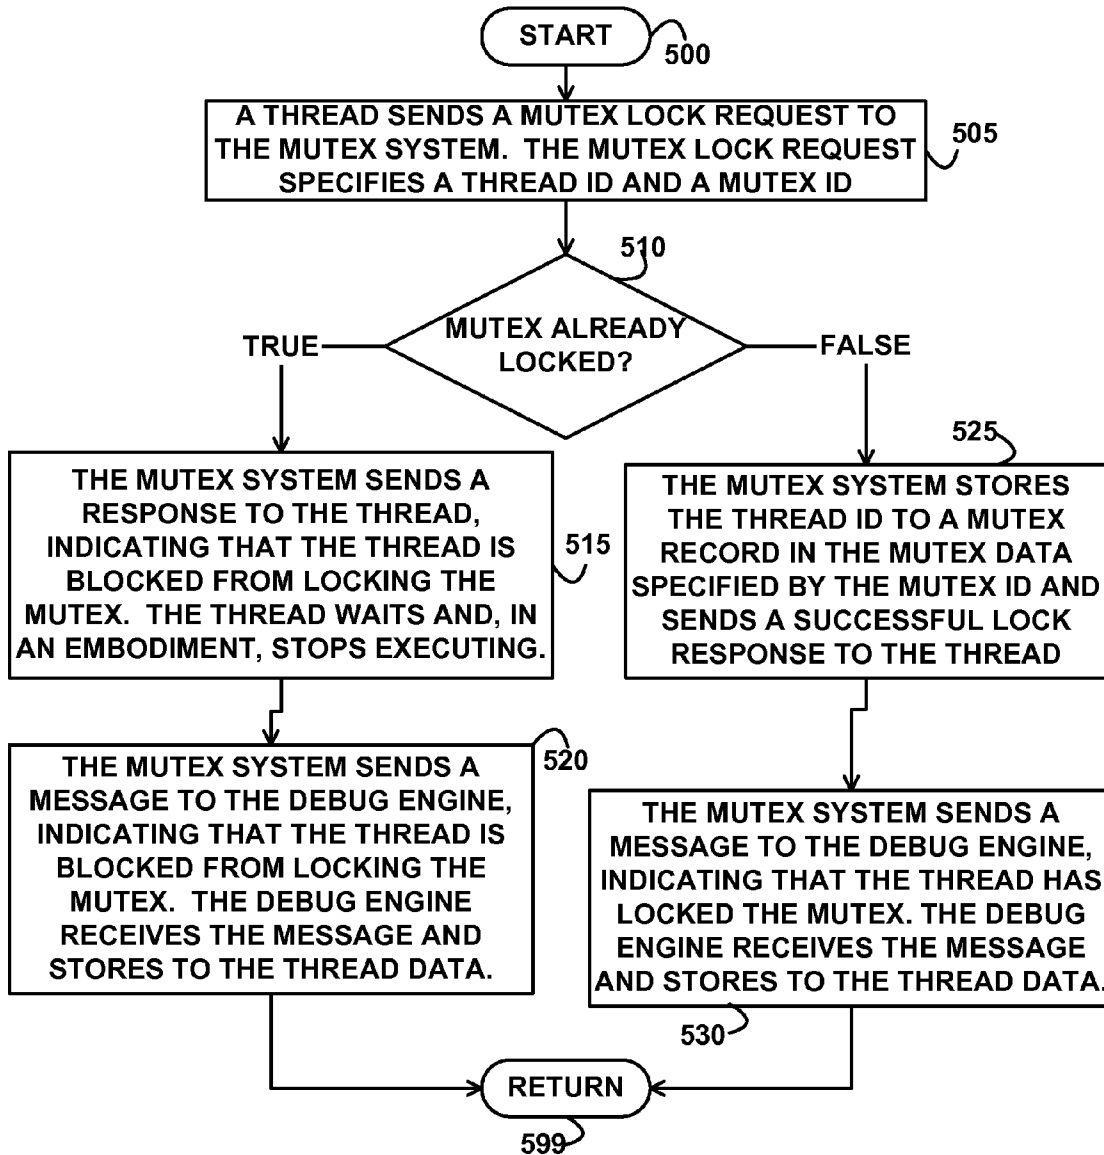 START
500
A THREAD SENDS A MUTEX LOCK REQUEST TO
THE MUTEX SYSTEM. THE MUTEX LOCK REQUEST
SPECIFIES A THREAD ID AND A MUTEX ID
505
510
MUTEX ALREADY
LOCKED?
TRUE
FALSE
THE MUTEX SYSTEM SENDS A
RESPONSE TO THE THREAD,
INDICATING THAT THE THREAD IS
BLOCKED FROM LOCKING THE
MUTEX. THE THREAD WAITS AND, IN
AN EMBODIMENT, STOPS EXECUTING.
515
525
THE MUTEX SYSTEM STORES
THE THREAD ID TO A MUTEX
RECORD IN THE MUTEX DATA
SPECIFIED BY THE MUTEX ID AND
SENDS A SUCCESSFUL LOCK
RESPONSE TO THE THREAD
THE MUTEX SYSTEM SENDS A
MESSAGE TO THE DEBUG ENGINE,
INDICATING THAT THE THREAD IS
BLOCKED FROM LOCKING THE
MUTEX. THE DEBUG ENGINE
RECEIVES THE MESSAGE AND
STORES TO THE THREAD DATA.
520
THE MUTEX SYSTEM SENDS A
MESSAGE TO THE DEBUG ENGINE,
INDICATING THAT THE THREAD HAS
LOCKED THE MUTEX. THE DEBUG
ENGINE RECEIVES THE MESSAGE
AND STORES TO THE THREAD DATA.
530
RETURN
599